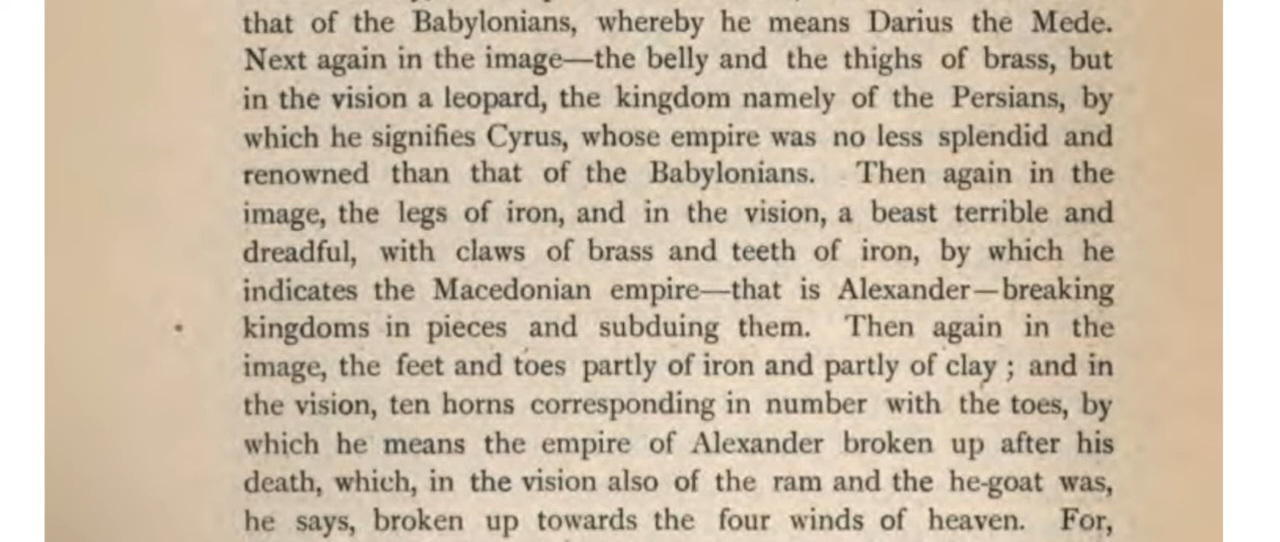 that of the Babylonians, whereby he means Darius the Mede.
Next again in the image—the belly and the thighs of brass, but
in the vision a leopard, the kingdom namely of the Persians, by
which he signifies Cyrus, whose empire was no less splendid and
renowned than that of the Babylonians. Then again in the
image, the legs of iron, and in the vision, a beast terrible and
dreadful, with claws of brass and teeth of iron, by which he
indicates the Macedonian empire—that is Alexander—breaking
kingdoms in pieces and subduing them. Then again in the
image, the feet and toes partly of iron and partly of clay ; and in
the vision, ten horns corresponding in number with the toes, by
which he means the empire of Alexander broken up after his
death, which, in the vision also of the ram and the he-goat was,
he says, broken up towards the four winds of heaven. For,